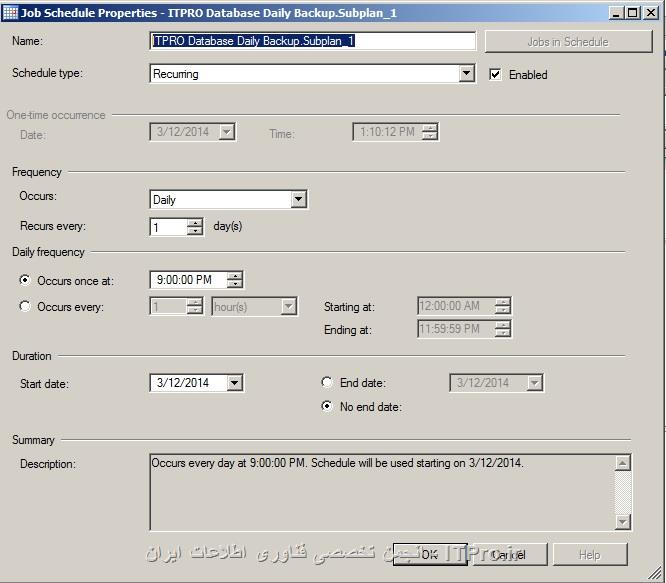 Job Schedule Properties - ITPRO Database Daily Backup.Subplan_1
Name: ITPRO Database Daily Backup.Subplan_1 Jobs in Schedule
Schedule type: Recurring Enabled
One-time occurrence
Date: 3/12/2014 Time: 1:10:12 PM
Frequency
Occurs: Daily
Recurs every: 1 day(s)
Daily frequency
Occurs once at: 9:00:00 PM
Occurs every: 1 hour(s) Starting at: 12:00:00 AM
Ending at: 11:59:59 PM
Duration
Start date: 3/12/2014 End date: 3/12/2014
No end date:
Summary
Description: Occurs every day at 9:00:00 PM. Schedule will be used starting on 3/12/2014.
OK Cancel Help
انجمن تخصصی فناوری اطلاعات ایران ITPro.ir